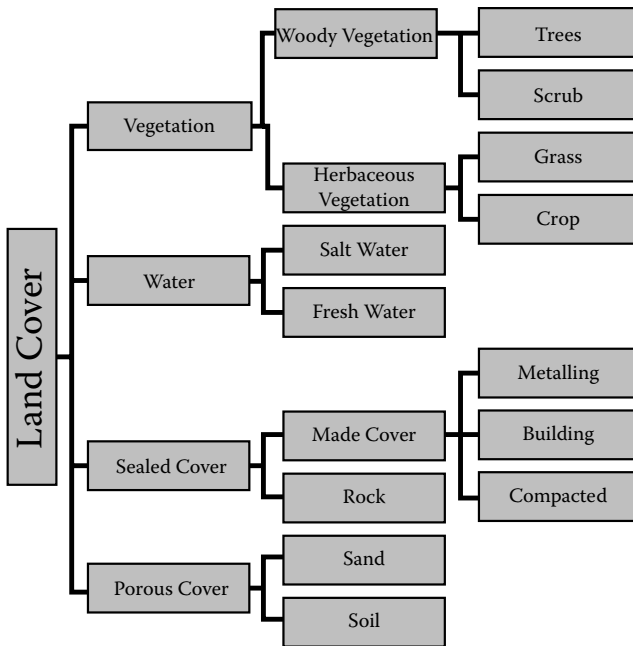 Land Cover
Vegetation
Woody Vegetation
Trees
Scrub
Herbaceous
Vegetation
Grass
Crop
Water
Salt Water
Fresh Water
Sealed Cover
Made Cover
Metalling
Building
Compacted
Rock
Porous Cover
Sand
Soil